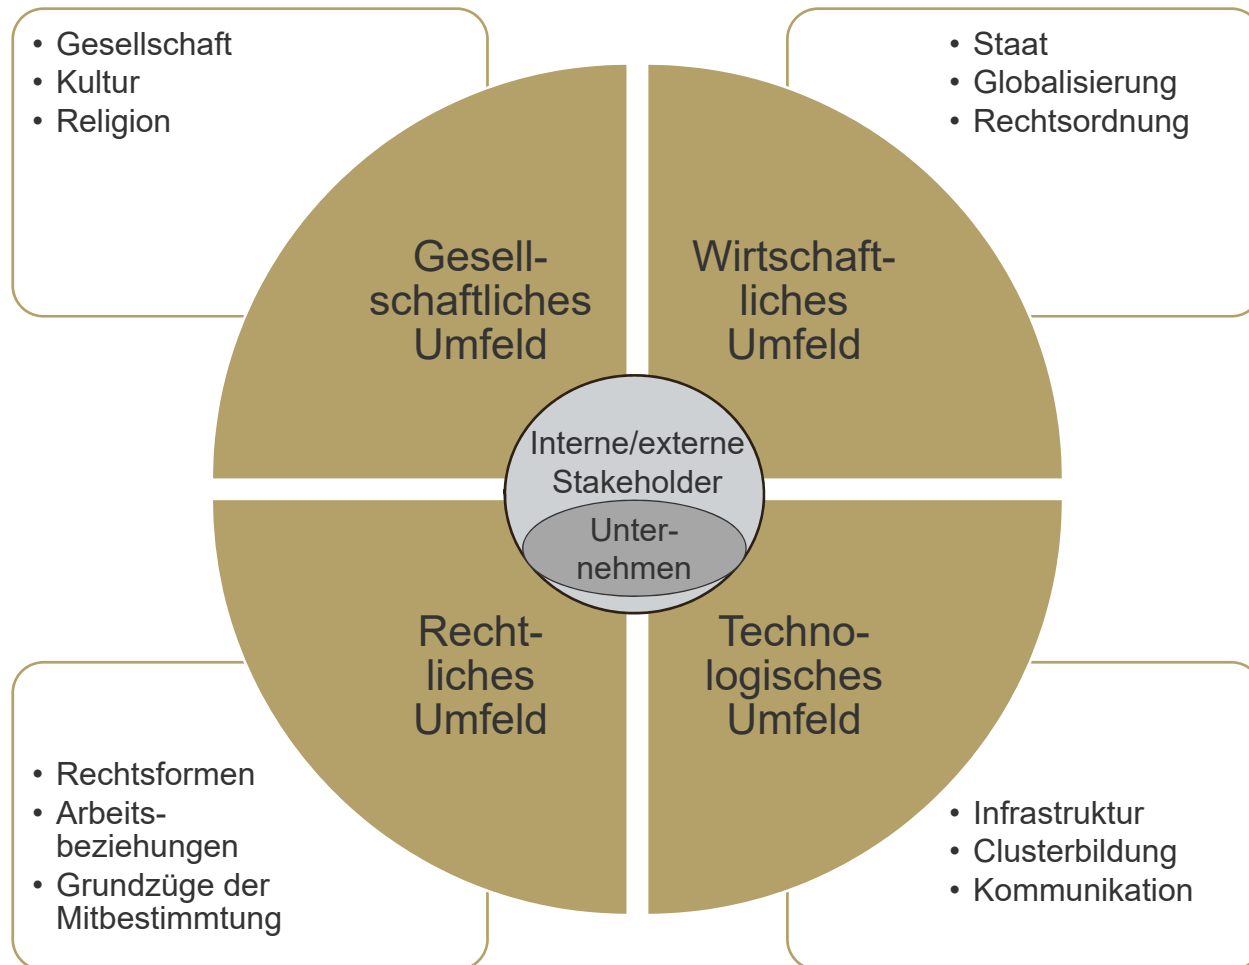 • Gesellschaft
• Kultur
• Religion
• Staat
• Globalisierung
• Rechtsordnung
Gesell-
schaftliches
Umfeld
Wirtschaft-
liches
Umfeld
Interne/externe
Stakeholder
Unter-
nehmen
Recht-
liches
Umfeld
Techno-
logisches
Umfeld
• Rechtsformen
• Arbeits-
beziehungen
• Grundzüge der
Mitbestimmtung
• Infrastruktur
• Clusterbildung
• Kommunikation